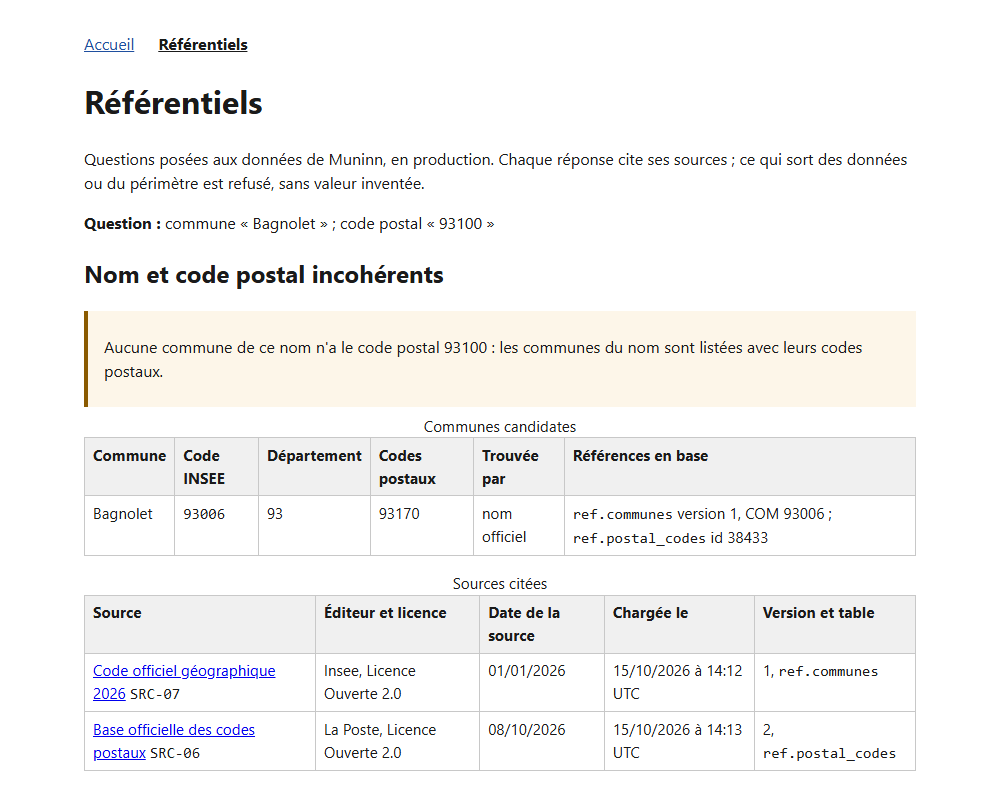 Accueil Référentiels
Référentiels
Questions posées aux données de Muninn, en production. Chaque réponse cite ses sources ; ce qui sort des données
ou du périmètre est refusé, sans valeur inventée.
Question : commune « Bagnolet » ; code postal « 93100 »
Nom et code postal incohérents
Aucune commune de ce nom n'a le code postal 93100 : les communes du nom sont listées avec leurs codes
postaux.
Communes candidates
Commune Code INSEE Département Codes postaux Trouvée par Références en base
Bagnolet 93006 93 93170 nom officiel ref.communes version 1, COM 93006 ; ref.postal_codes id 38433
Sources citées
Source Éditeur et licence Date de la source Chargée le Version et table
Code officiel géographique 2026 SRC-07 Insee, Licence Ouverte 2.0 01/01/2026 15/10/2026 à 14:12 UTC 1, ref.communes
Base officielle des codes postaux SRC-06 La Poste, Licence Ouverte 2.0 08/10/2026 15/10/2026 à 14:13 UTC 2, ref.postal_codes